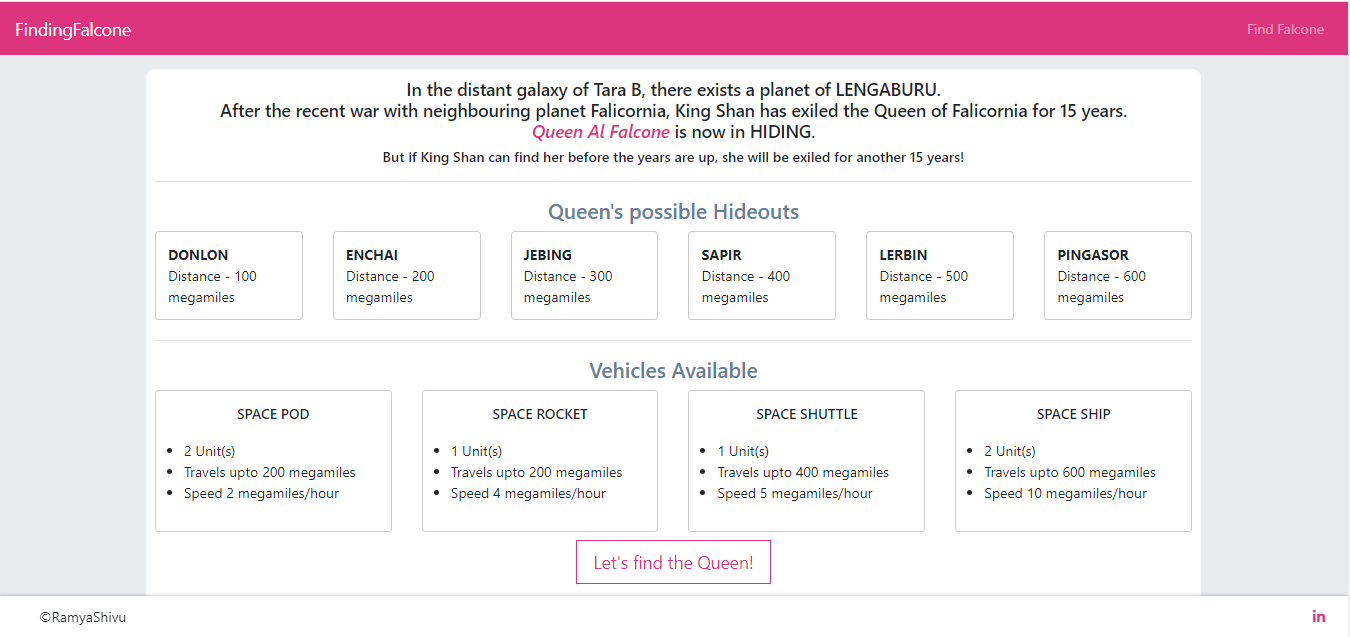 FindingFalcone
Find Falcone
In the distant galaxy of Tara B, there exists a planet of LENGABURU.
After the recent war with neighbouring planet Falicornia, King Shan has exiled the Queen of Falicornia for 15 years.
Queen Al Falcone is now in HIDING.
But if King Shan can find her before the years are up, she will be exiled for another 15 years!
Queen's possible Hideouts
DONLON
Distance - 100
megamiles
ENCHAI
Distance - 200
megamiles
JEBING
Distance - 300
megamiles
SAPIR
Distance - 400
megamiles
LERBIN
Distance - 500
megamiles
PINGASOR
Distance - 600
megamiles
Vehicles Available
SPACE POD
• 2 Unit(s)
• Travels upto 200 megamiles
• Speed 2 megamiles/hour
SPACE ROCKET
• 1 Unit(s)
• Travels upto 200 megamiles
• Speed 4 megamiles/hour
SPACE SHUTTLE
• 1 Unit(s)
• Travels upto 400 megamiles
• Speed 5 megamiles/hour
SPACE SHIP
• 2 Unit(s)
• Travels upto 600 megamiles
• Speed 10 megamiles/hour
Let's find the Queen!
©RamyaShivu
in